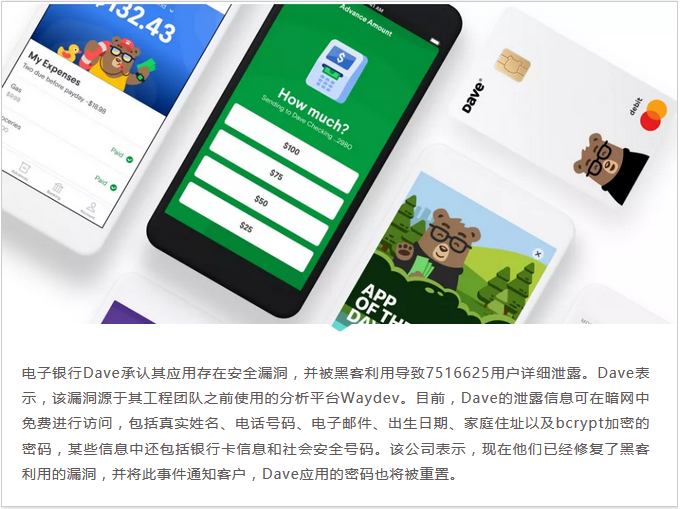 $132.43
My Expenses
Two due before payday -$18.98
Gas
Paid
Paid
Advance Amount
How much?
Sending to Dave Checking ...2980
$100
$75
$50
$25
Dave
debit
APP
OF THE
DAY
电子银行Dave承认其应用存在安全漏洞，并被黑客利用导致7516625用户详细泄露。Dave表
示，该漏洞源于其工程团队之前使用的分析平台Waydev。目前，Dave的泄露信息可在暗网中
免费进行访问，包括真实姓名、电话号码、电子邮件、出生日期、家庭住址以及bcrypt加密的
密码，某些信息中还包括银行卡信息和社会安全号码。该公司表示，现在他们已经修复了黑客
利用的漏洞，并将此事件通知客户，Dave应用的密码也将被重置。